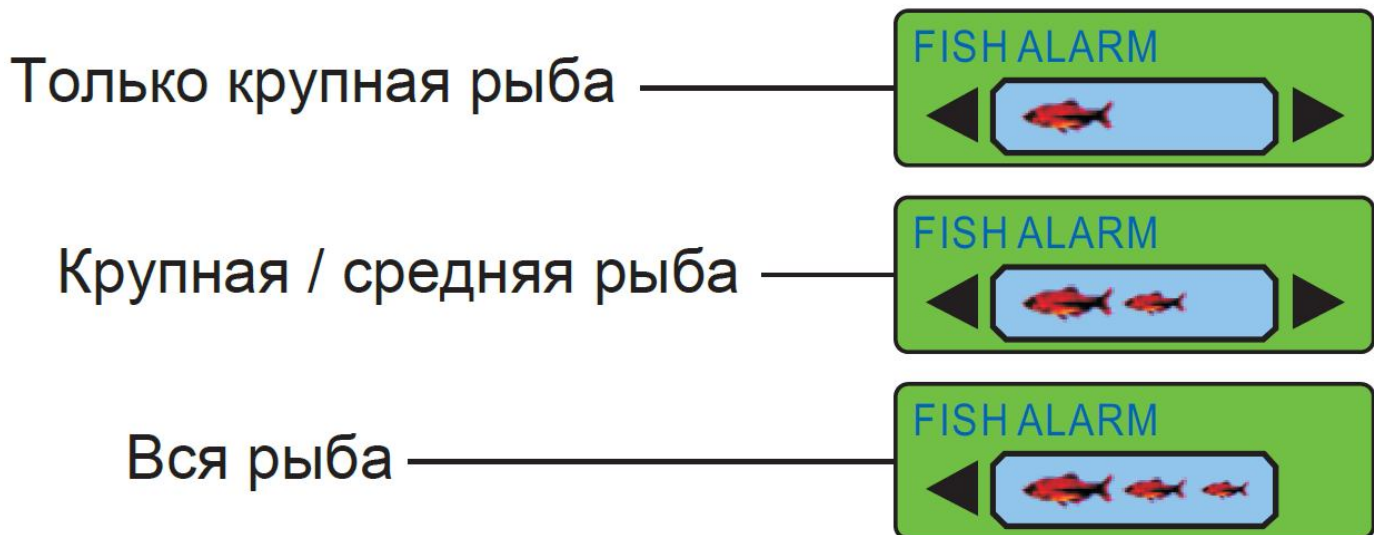 Только крупная рыба
FISH ALARM
Крупная / средняя рыба
FISH ALARM
Вся рыба
FISH ALARM